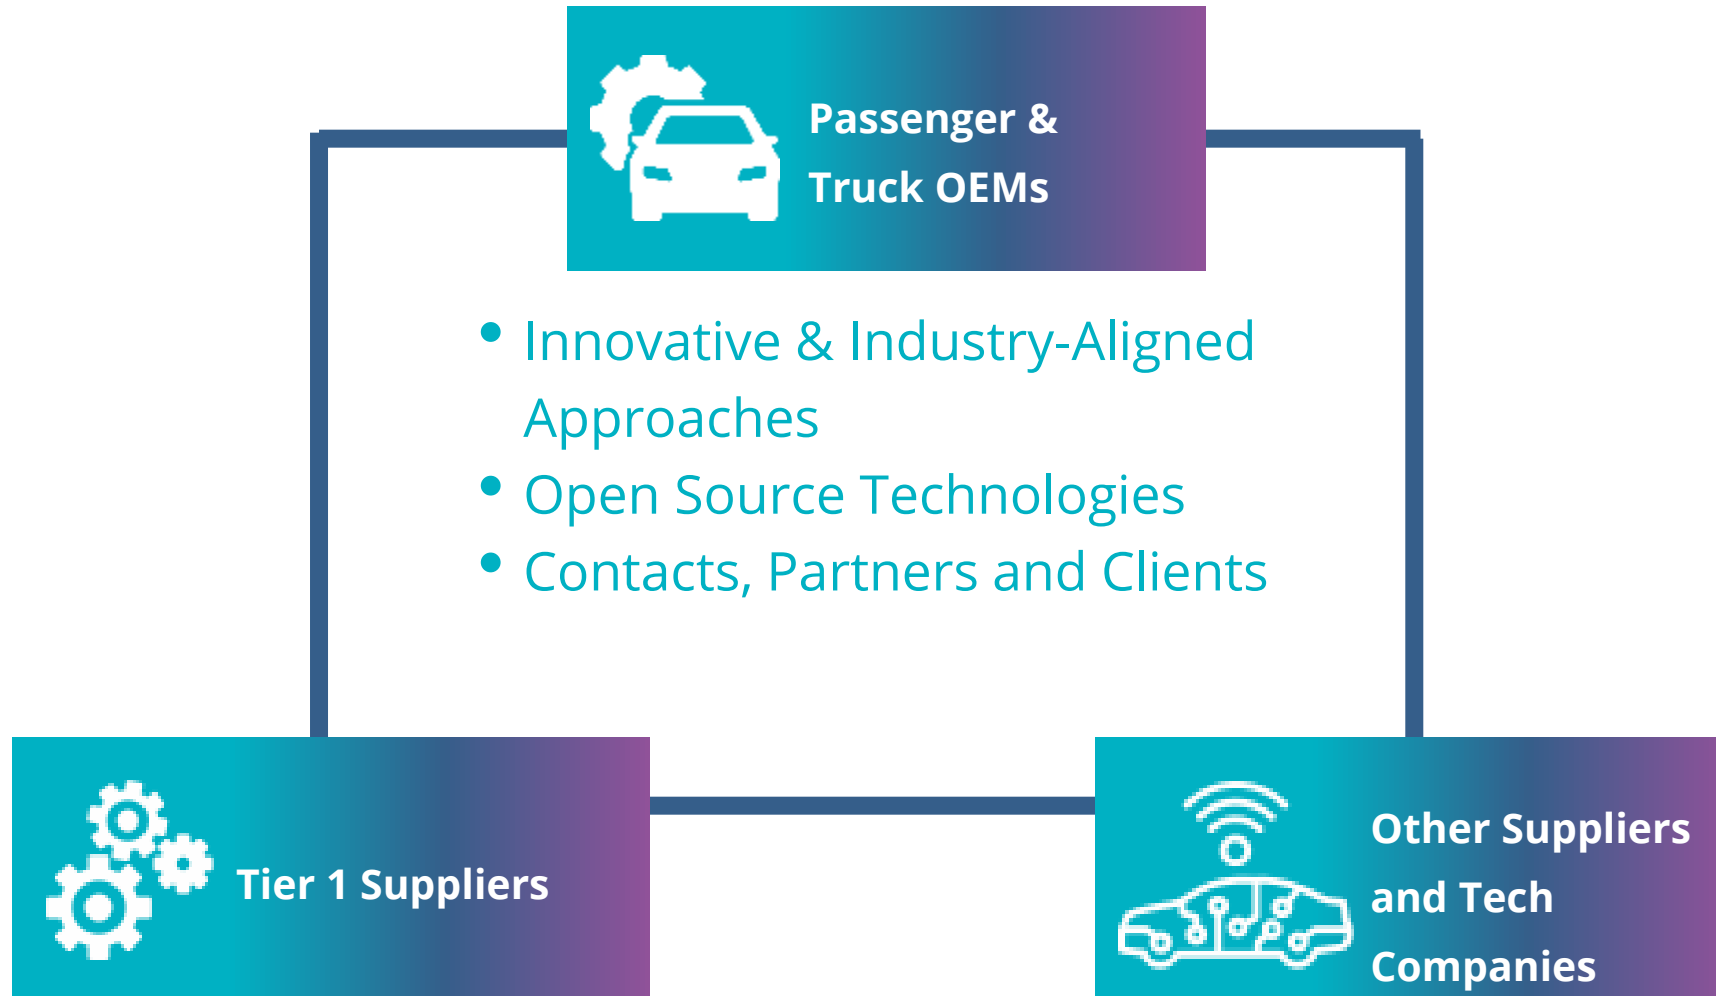 Passenger &
Truck OEMs
• Innovative & Industry-Aligned
Approaches
• Open Source Technologies
• Contacts, Partners and Clients
Tier 1 Suppliers
Other Suppliers
and Tech
Companies